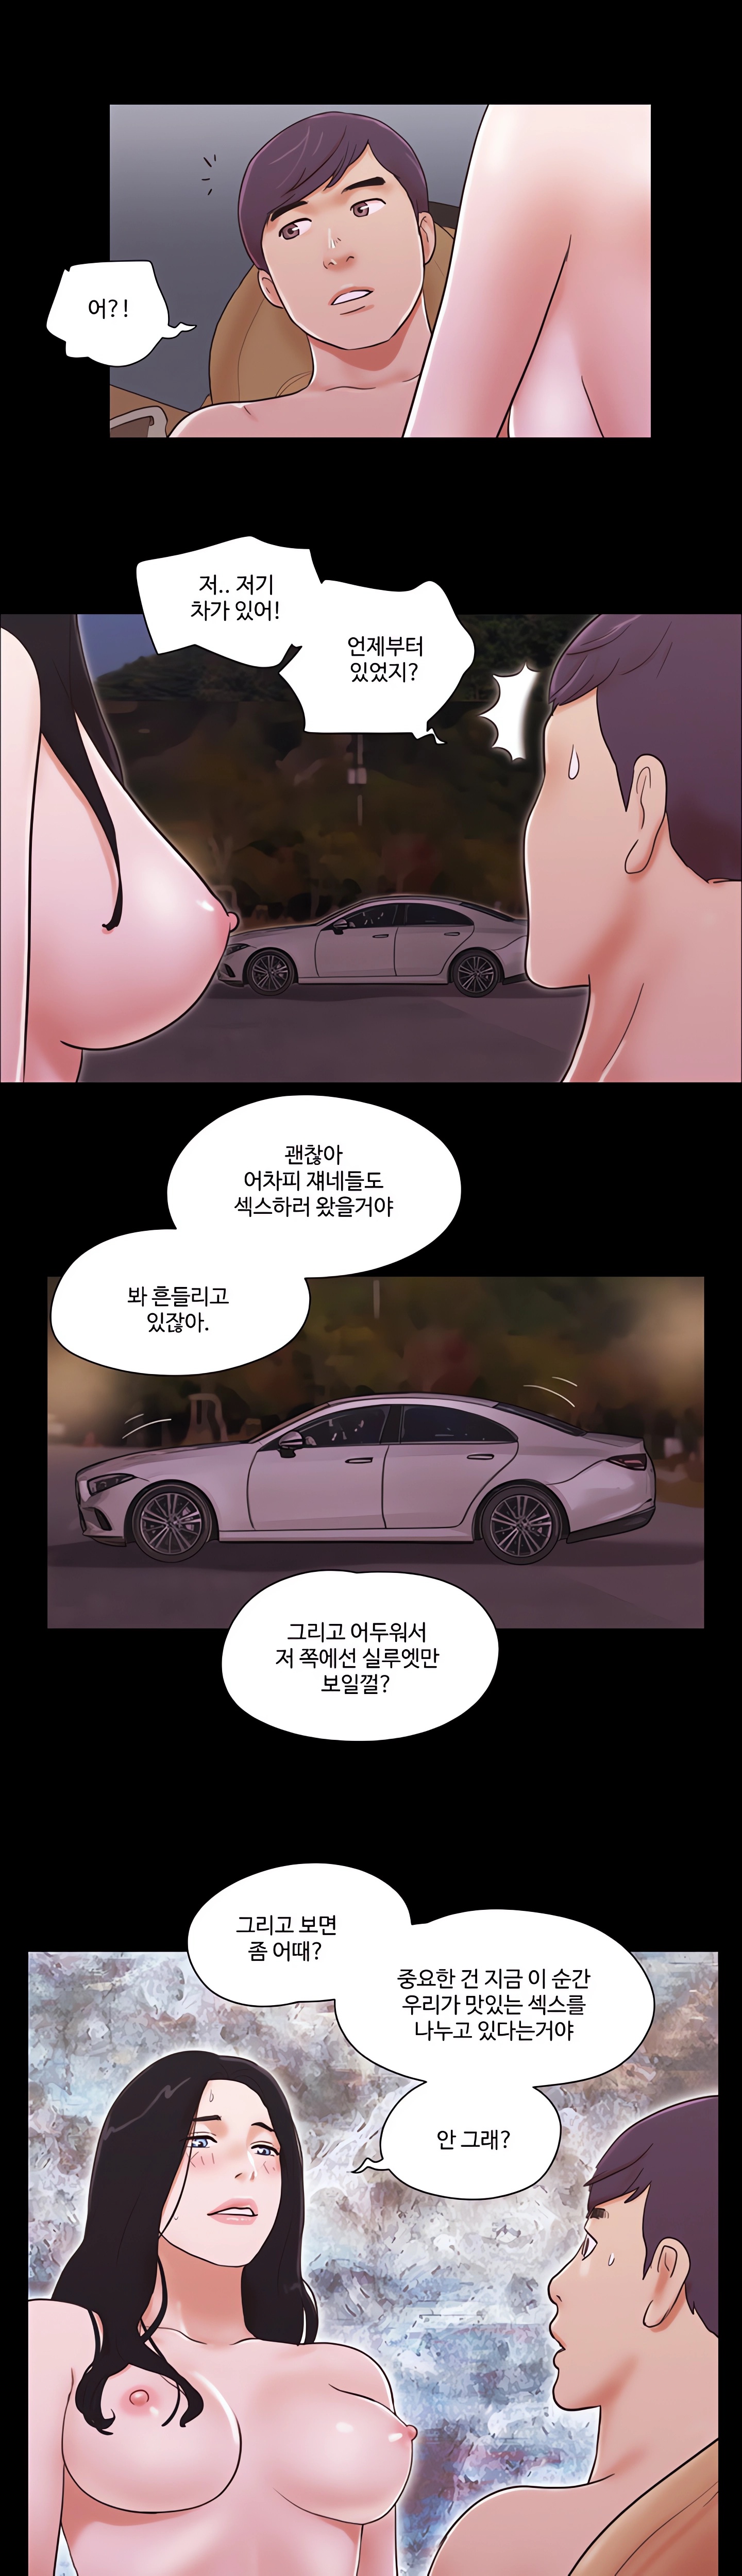 어?!
저.. 저기
차가 있어!
언제부터
있었지?
괜찮아
어차피 쟤네들도
섹스하러 왔을거야
봐 흔들리고
있잖아.
그리고 어두워서
저 쪽에선 실루엣만
보일껄?
그리고 보면
좀 어때?
중요한 건 지금 이 순간
우리가 맛있는 섹스를
나누고 있다는거야
안 그래?